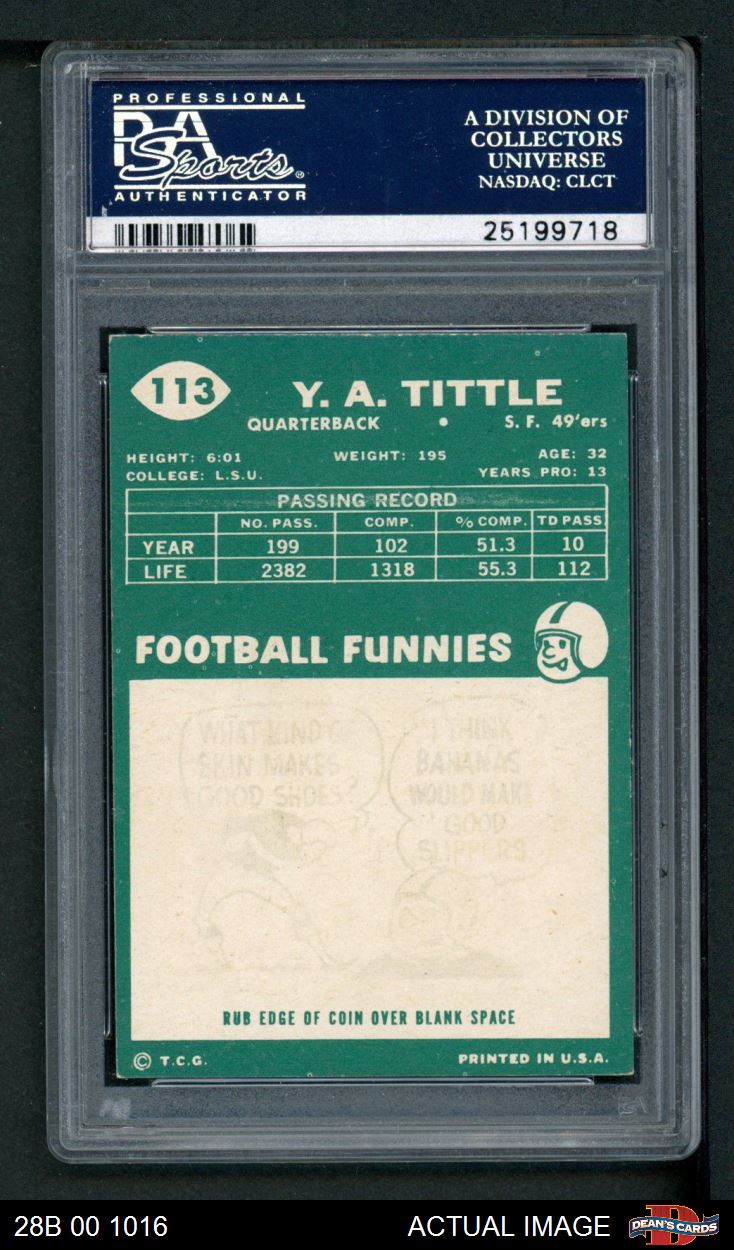 PROFESSIONAL
PSA
Sports®
AUTHENTICATOR
A DIVISION OF
COLLECTORS
UNIVERSE
NASDAQ: CLCT
25199718
113
Y. A. TITTLE
QUARTERBACK • S. F. 49'ers
HEIGHT: 6:01 WEIGHT: 195 AGE: 32
COLLEGE: L.S.U. YEARS PRO: 13
PASSING RECORD
NO. PASS. COMP. % COMP. TD PASS
YEAR 199 102 51.3 10
LIFE 2382 1318 55.3 112
FOOTBALL FUNNIES
WHAT KIND O'
SKIN MAKES
GOOD SHOES?
I THINK
BANANAS
WOULD MAKE
GOOD
SLIPPERS
RUB EDGE OF COIN OVER BLANK SPACE
© T.C.G. PRINTED IN U.S.A.
28B 00 1016 ACTUAL IMAGE
DEAN'S CARDS